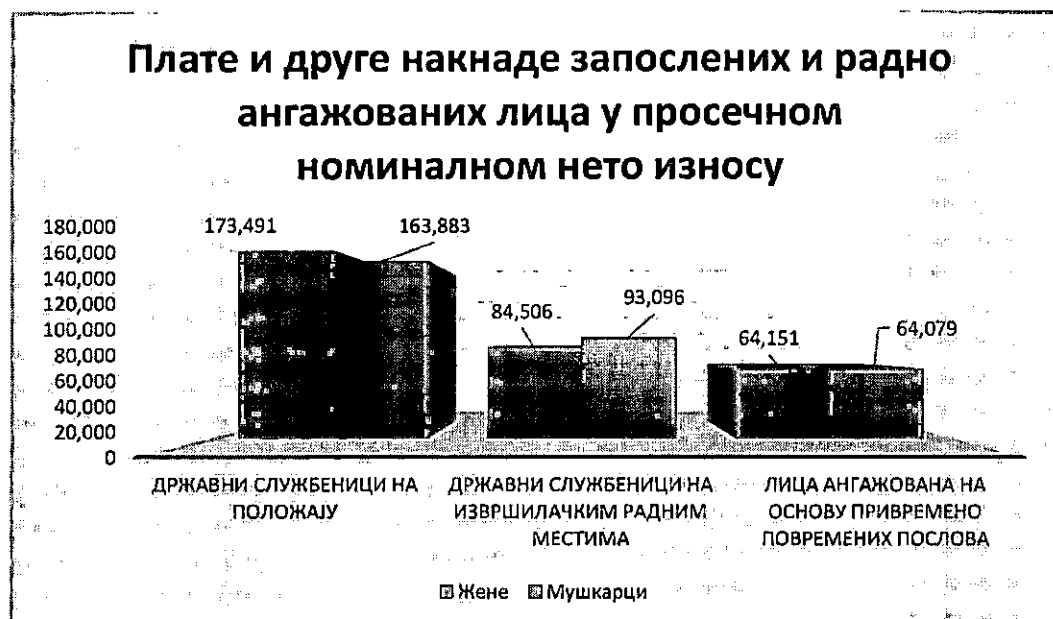 Плате и друге накнаде запослених и радно
ангажованих лица у просечном
номиналном нето износу
180,000
160,000
140,000
120,000
100,000
80,000
60,000
40,000
20,000
0
173,491
163,883
84,506
93,096
64,151
64,079
ДРЖАВНИ СЛУЖБЕНИЦИ НА
ПОЛОЖАЈУ
ДРЖАВНИ СЛУЖБЕНИЦИ НА
ИЗВРШИЛАЧКИМ РАДНИМ
МЕСТИМА
ЛИЦА АНГАЖОВАНА НА
ОСНОВУ ПРИВРЕМЕНО
ПОВРЕМЕНИХ ПОСЛОВА
Жене Мушкарци